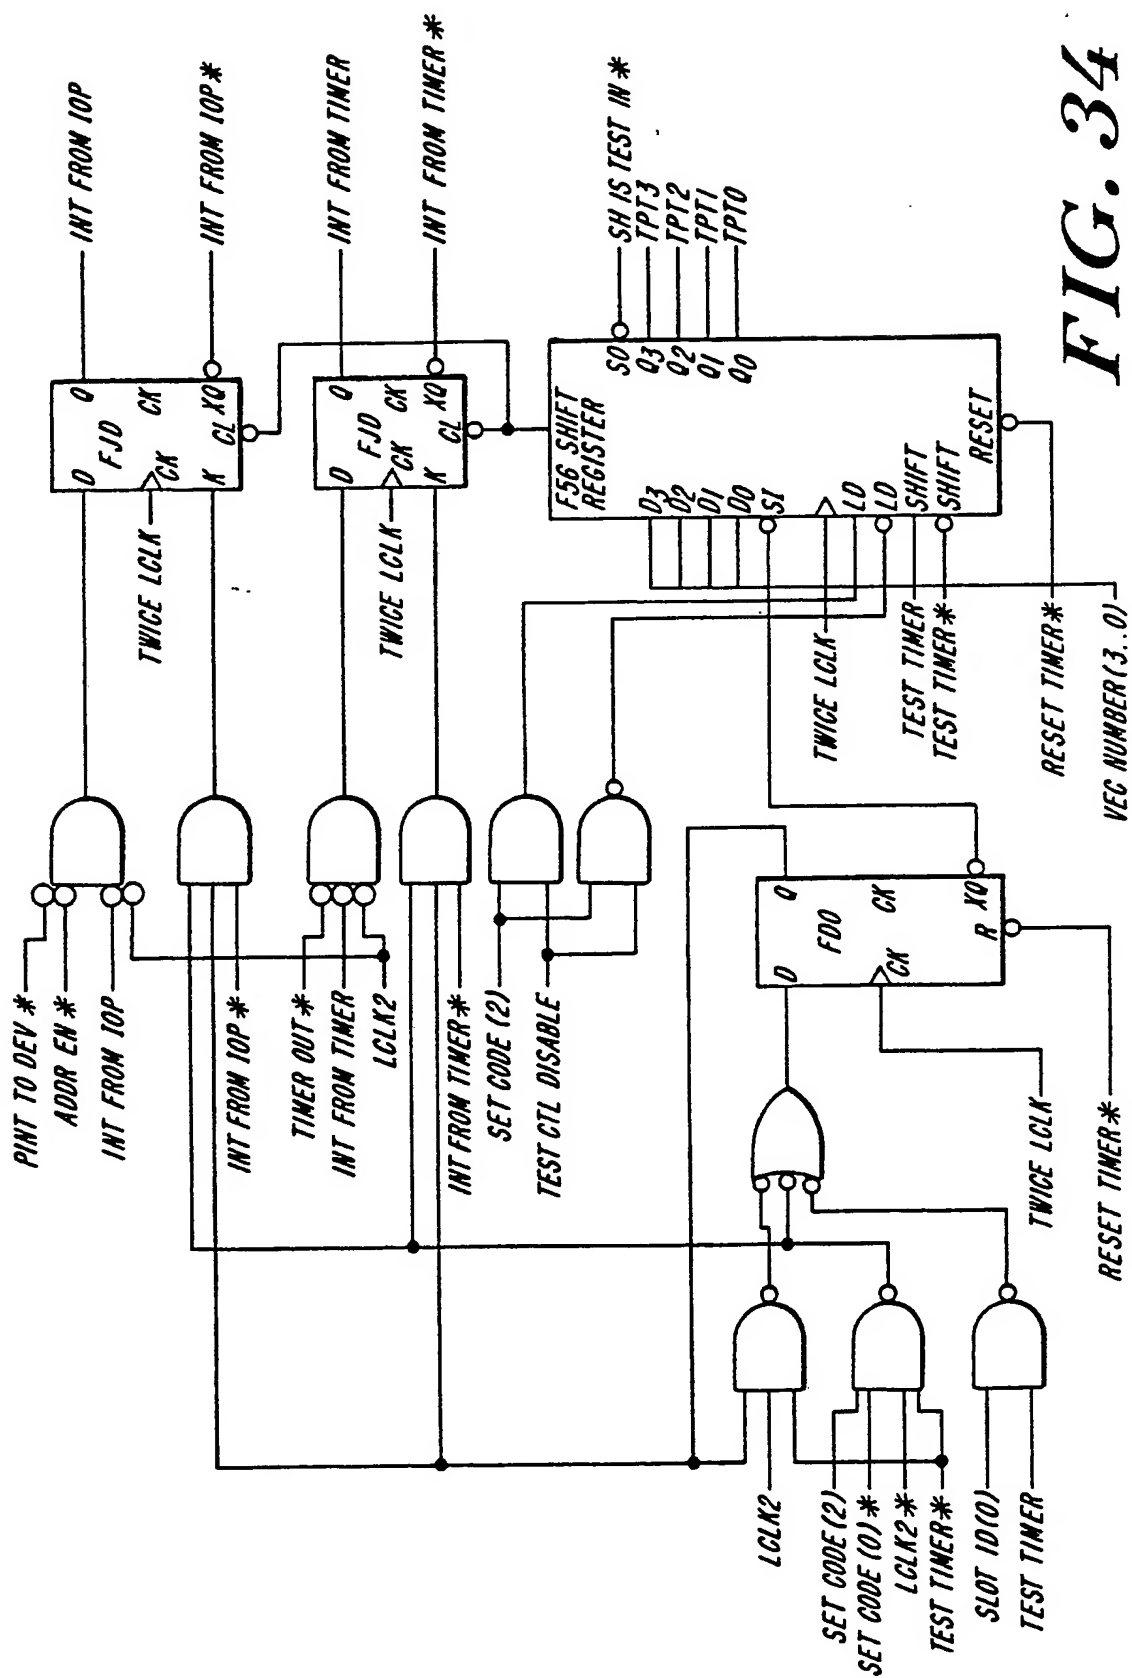 FIG. 34
PINT TO DEV*
ADDR EN*
INT FROM IOP
INT FROM IOP*
TIMER OUT*
INT FROM TIMER
LCLK2
INT FROM TIMER*
SET CODE (2)
TEST CTL DISABLE
TWICE LCLK
D
Q
FJD
CK
CK
K
CL
XQ
INT FROM IOP
INT FROM IOP*
TWICE LCLK
D
Q
FJD
CK
CK
K
CL
XQ
INT FROM TIMER
INT FROM TIMER*
F56 SHIFT
REGISTER
D3
D2
D1
D0
SI
LD
LD
SHIFT
SHIFT
RESET
SO
Q3
Q2
Q1
Q0
SH IS TEST IN*
TPT3
TPT2
TPT1
TPT0
TWICE LCLK
TEST TIMER
TEST TIMER*
RESET TIMER*
VEC NUMBER (3..0)
D
Q
FDO
CK
CK
R
XQ
TWICE LCLK
RESET TIMER*
LCLK2
SET CODE (2)
SET CODE (0)*
LCLK2*
TEST TIMER*
SLOT ID(0)
TEST TIMER